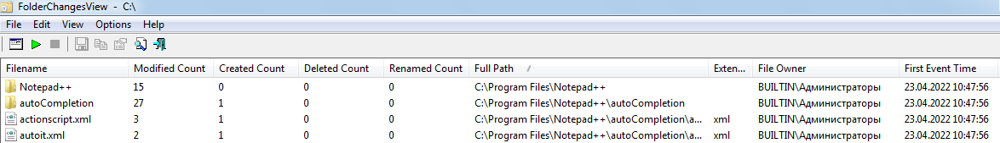 FolderChangesView - C:\
File Edit View Options Help
Filename Modified Count Created Count Deleted Count Renamed Count Full Path Exten... File Owner First Event Time
Notepad++ 15 0 0 0 C:\Program Files\Notepad++ BUILTIN\Администраторы 23.04.2022 10:47:56
autoCompletion 27 1 0 0 C:\Program Files\Notepad++\autoCompletion BUILTIN\Администраторы 23.04.2022 10:47:56
actionscript.xml 3 1 0 0 C:\Program Files\Notepad++\autoCompletion\a... xml BUILTIN\Администраторы 23.04.2022 10:47:56
autoit.xml 2 1 0 0 C:\Program Files\Notepad++\autoCompletion\a... xml BUILTIN\Администраторы 23.04.2022 10:47:56